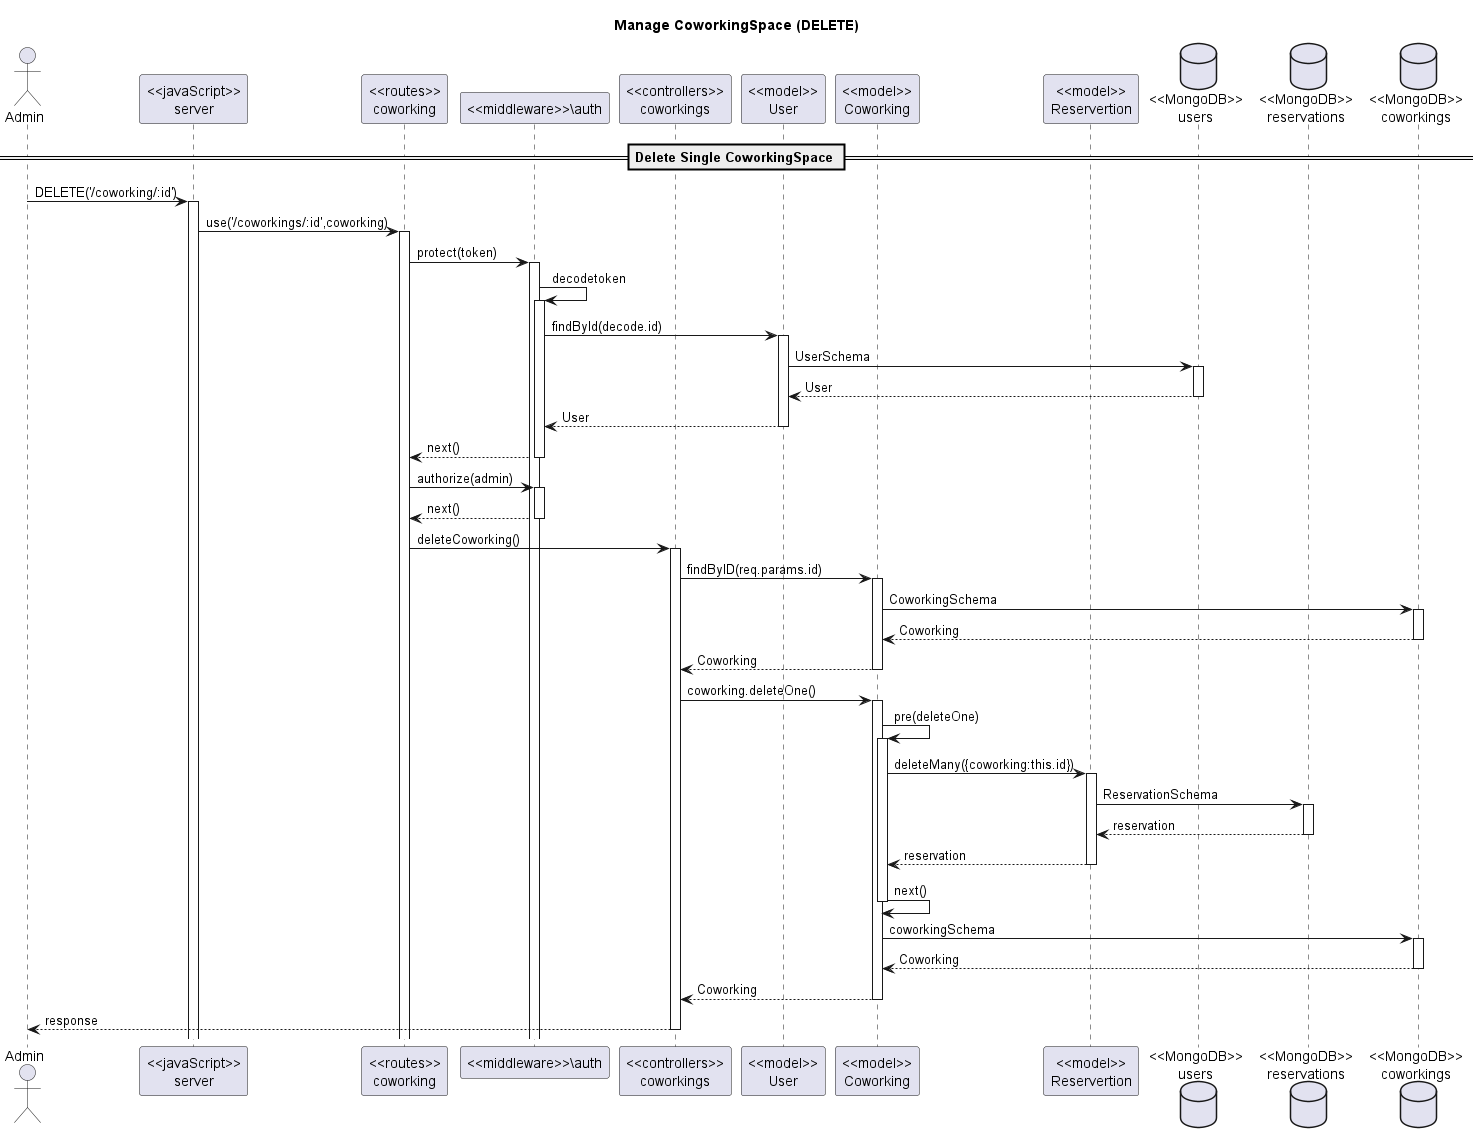 Manage CoworkingSpace (DELETE)
Admin
<<javaScript>>
server
<<routes>>
coworking
<<middleware>>\auth
<<controllers>>
coworkings
<<model>>
User
<<model>>
Coworking
<<model>>
Reservertion
<<MongoDB>>
users
<<MongoDB>>
reservations
<<MongoDB>>
coworkings
Delete Single CoworkingSpace
DELETE('/coworking/:id')
use('/coworkings/:id',coworking)
protect(token)
decodetoken
findById(decode.id)
UserSchema
User
User
next()
authorize(admin)
next()
deleteCoworking()
findByID(req.params.id)
CoworkingSchema
Coworking
Coworking
coworking.deleteOne()
pre(deleteOne)
deleteMany({coworking:this.id})
ReservationSchema
reservation
reservation
next()
coworkingSchema
Coworking
Coworking
response
Admin
<<javaScript>>
server
<<routes>>
coworking
<<middleware>>\auth
<<controllers>>
coworkings
<<model>>
User
<<model>>
Coworking
<<model>>
Reservertion
<<MongoDB>>
users
<<MongoDB>>
reservations
<<MongoDB>>
coworkings